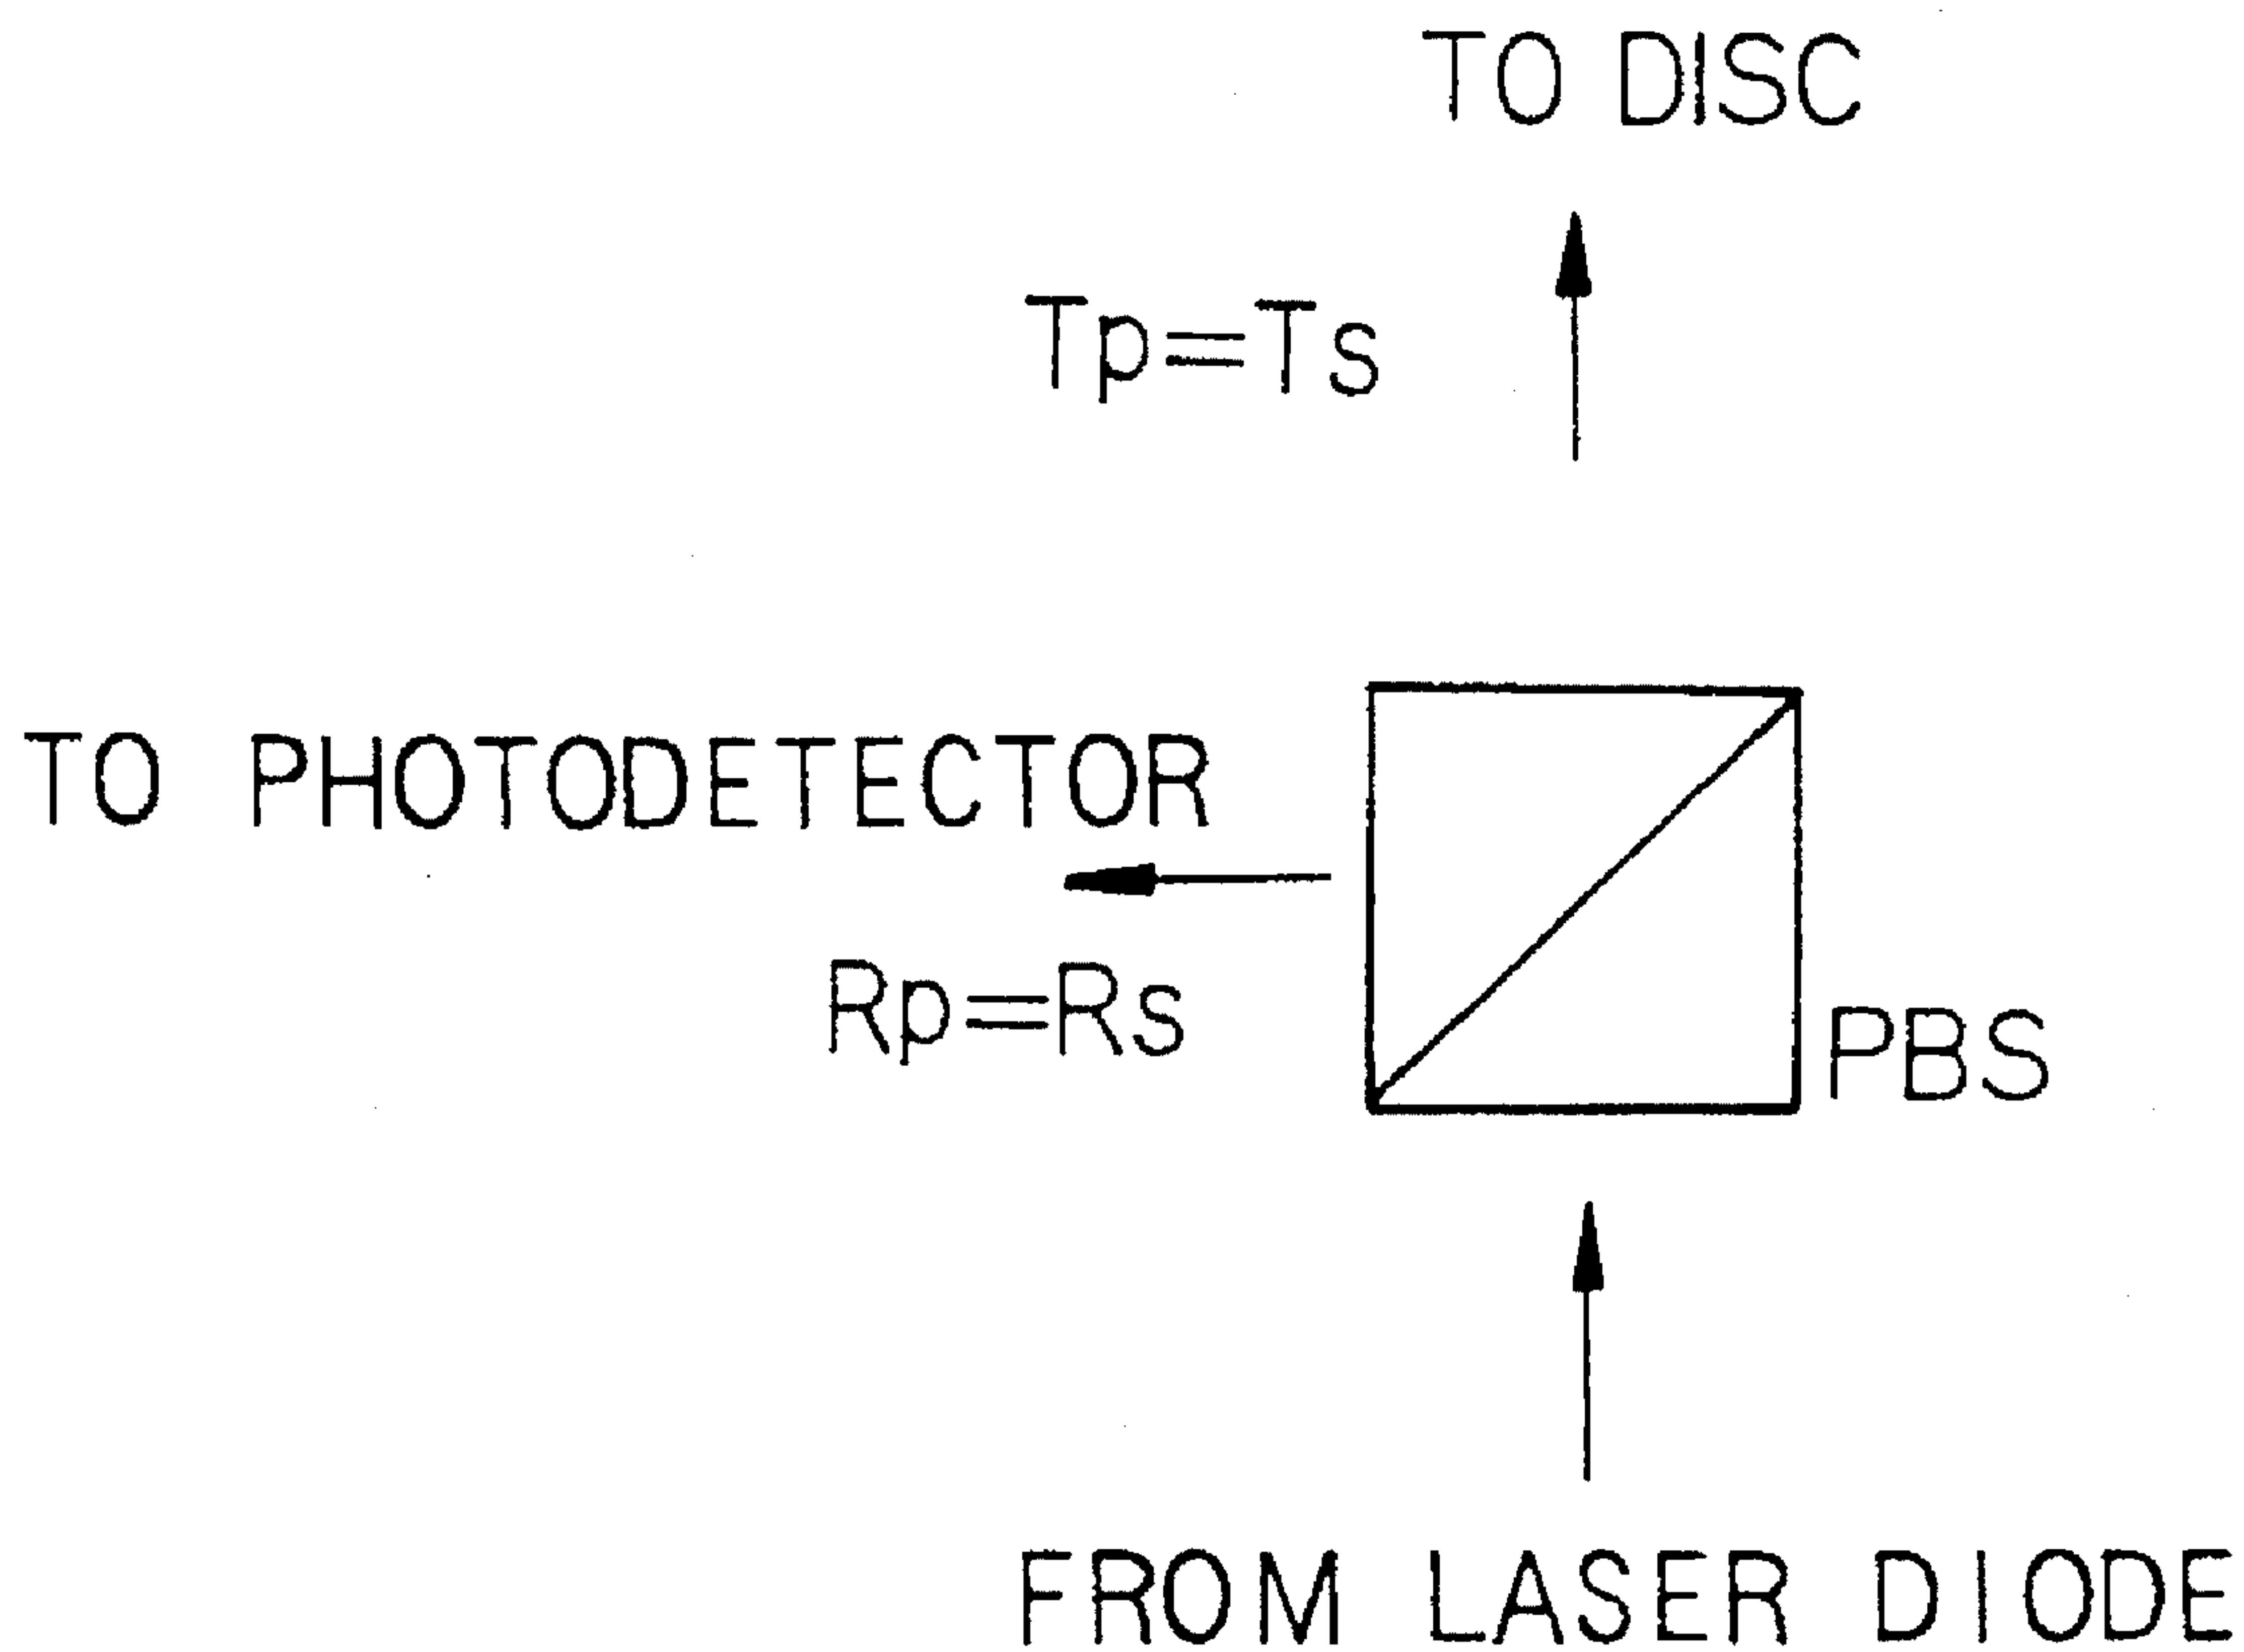 TO DISC
Tp=Ts
TO PHOTODETECTOR
Rp=Rs
PBS
FROM LASER DIODE